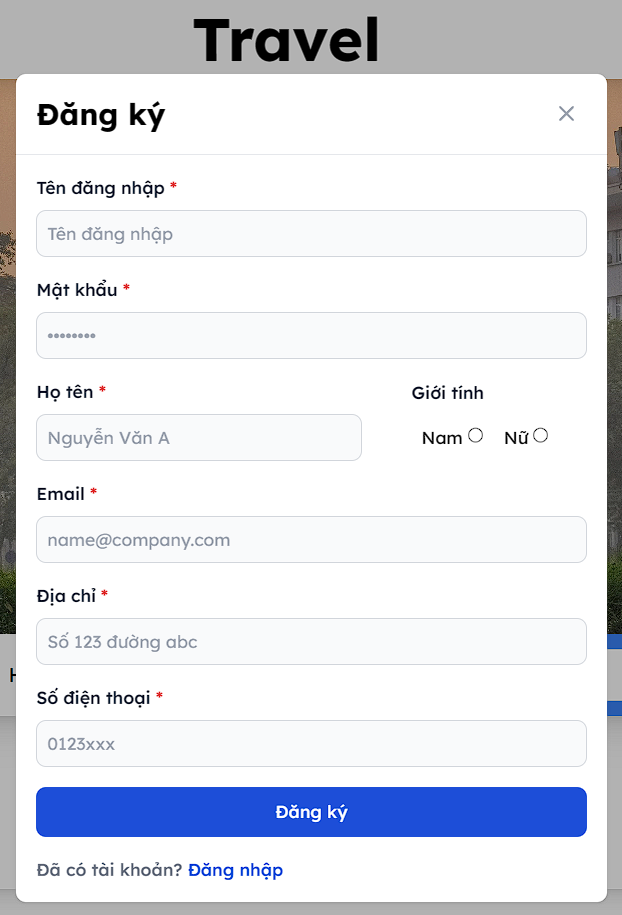 Travel
Đăng ký
Tên đăng nhập *
Tên đăng nhập
Mật khẩu *
••••••••
Họ tên * Giới tính
Nguyễn Văn A Nam Nữ
Email *
name@company.com
Địa chỉ *
Số 123 đường abc
Số điện thoại *
0123xxx
Đăng ký
Đã có tài khoản? Đăng nhập